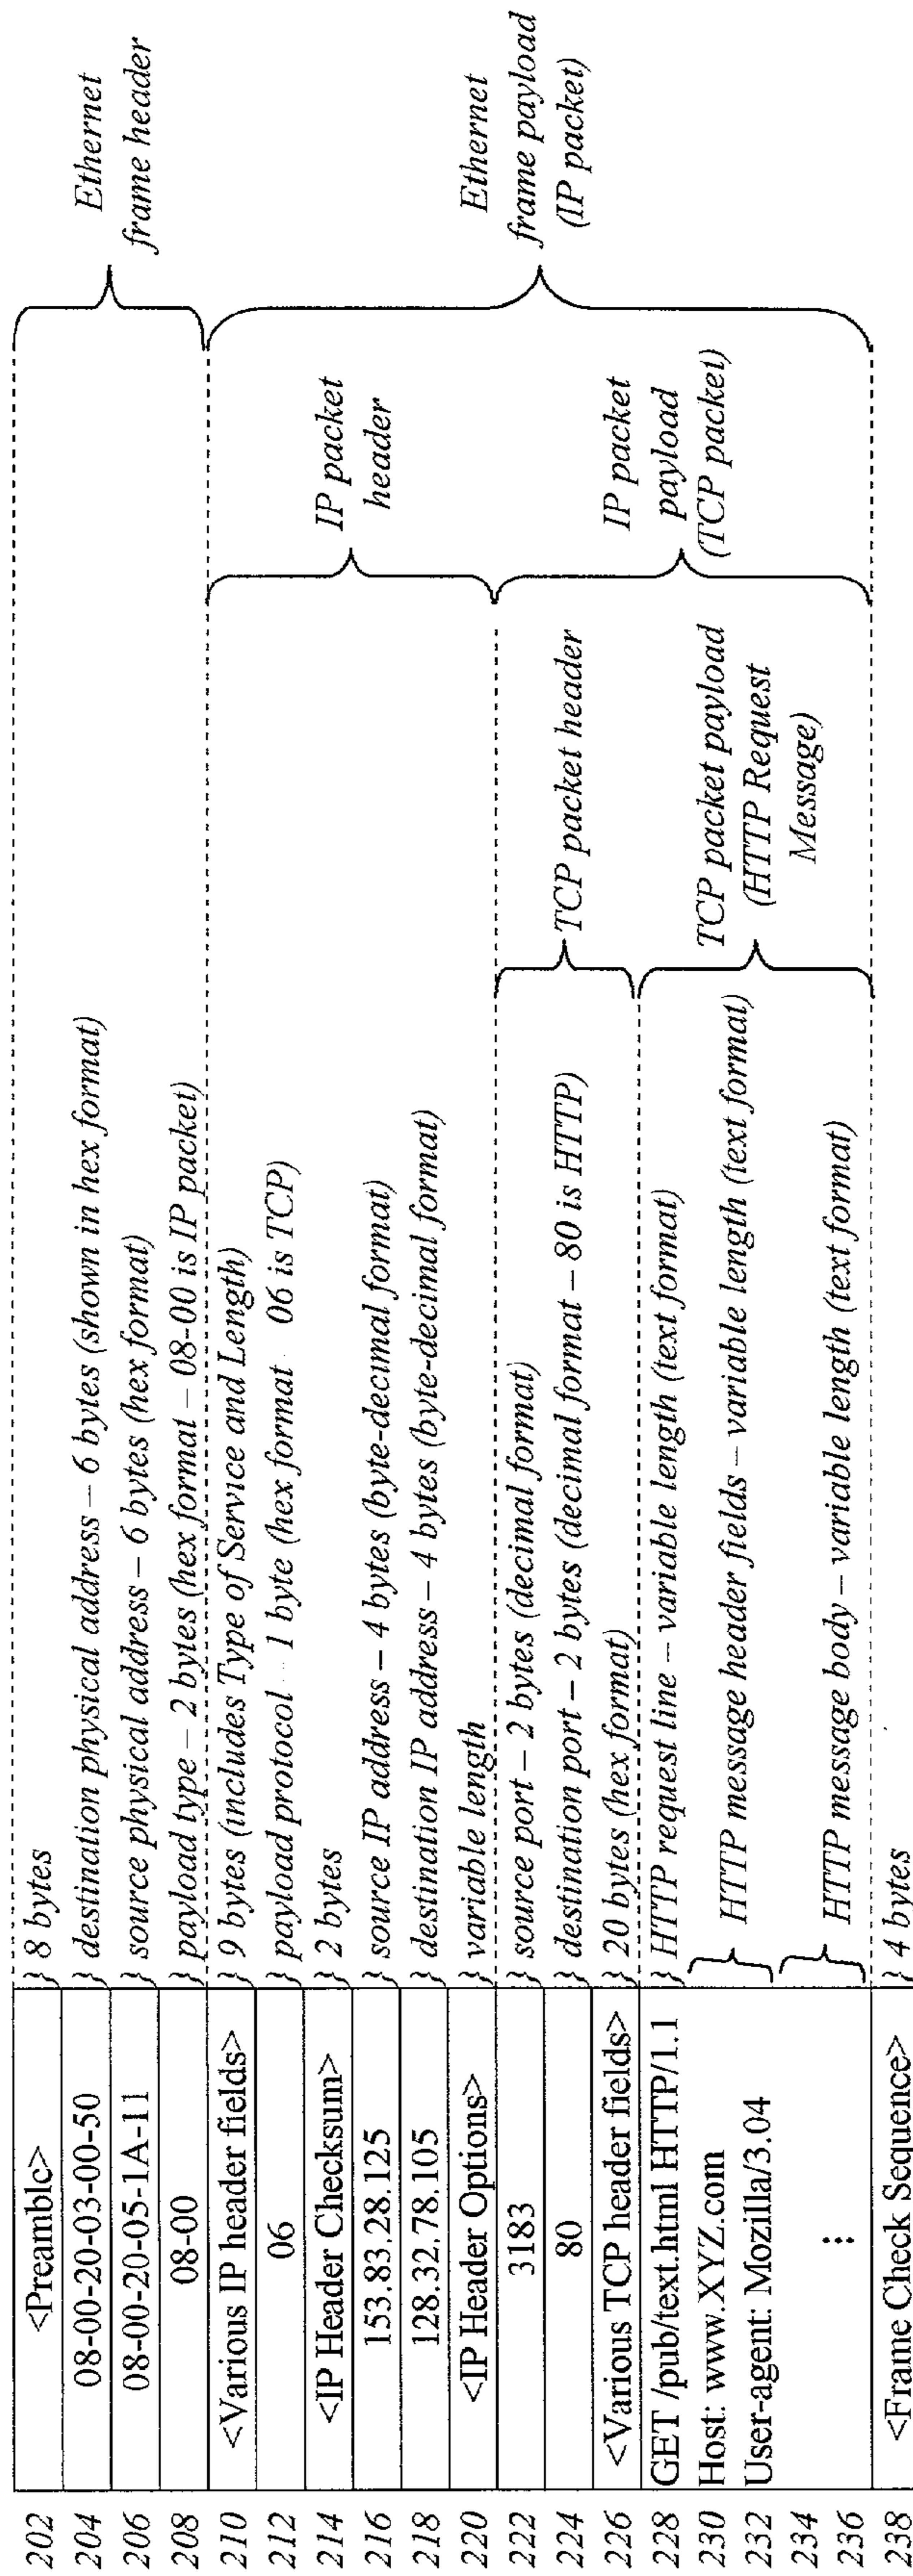 202 <Preamble> } 8 bytes
204 08-00-20-03-00-50 } destination physical address – 6 bytes (shown in hex format)
206 08-00-20-05-1A-11 } source physical address – 6 bytes (hex format)
208 08-00 } payload type – 2 bytes (hex format – 08-00 is IP packet)
Ethernet
frame header
210 <Various IP header fields> } 9 bytes (includes Type of Service and Length)
212 06 } payload protocol – 1 byte (hex format 06 is TCP)
214 <IP Header Checksum> } 2 bytes
216 153.83.28.125 } source IP address – 4 bytes (byte-decimal format)
218 128.32.78.105 } destination IP address – 4 bytes (byte-decimal format)
220 <IP Header Options> } variable length
IP packet
header
222 3183 } source port – 2 bytes (decimal format)
224 80 } destination port – 2 bytes (decimal format – 80 is HTTP)
226 <Various TCP header fields> } 20 bytes (hex format)
TCP packet header
228 GET /pub/text.html HTTP/1.1 } HTTP request line – variable length (text format)
230 Host: www.XYZ.com
232 User-agent: Mozilla/3.04
HTTP message header fields – variable length (text format)
234
236
⋮
HTTP message body – variable length (text format)
TCP packet payload
(HTTP Request
Message)
IP packet
payload
(TCP packet)
Ethernet
frame payload
(IP packet)
238 <Frame Check Sequence> } 4 bytes